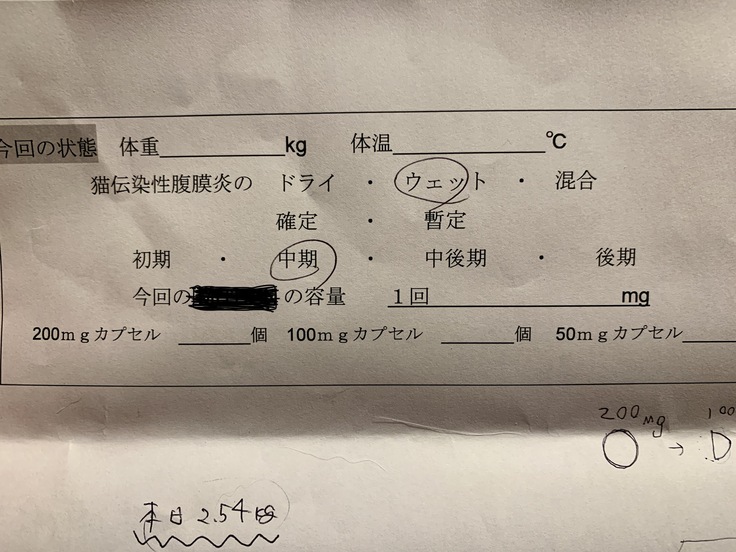 今回の状態 体重 kg 体温 ℃
猫伝染性腹膜炎の ドライ ・ ウェット ・ 混合
確定 ・ 暫定
初期 ・ 中期 ・ 中後期 ・ 後期
今回の の容量 1回 mg
200mgカプセル 個 100mgカプセル 個 50mgカプセル
200mg 100
→
本日 2.54kg